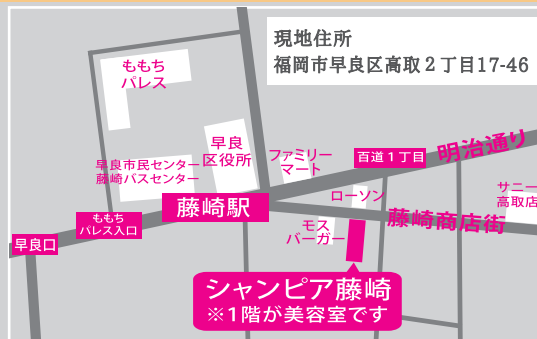 現地住所
福岡市早良区高取２丁目17-46
ももち
パレス
早良
区役所
早良市民センター
藤崎バスセンター
ファミリー
マート
百道１丁目
明治通り
サニー
高取店
ローソン
藤崎駅
ももち
パレス入口
早良口
モス
バーガー
藤崎商店街
シャンピア藤崎
※1階が美容室です